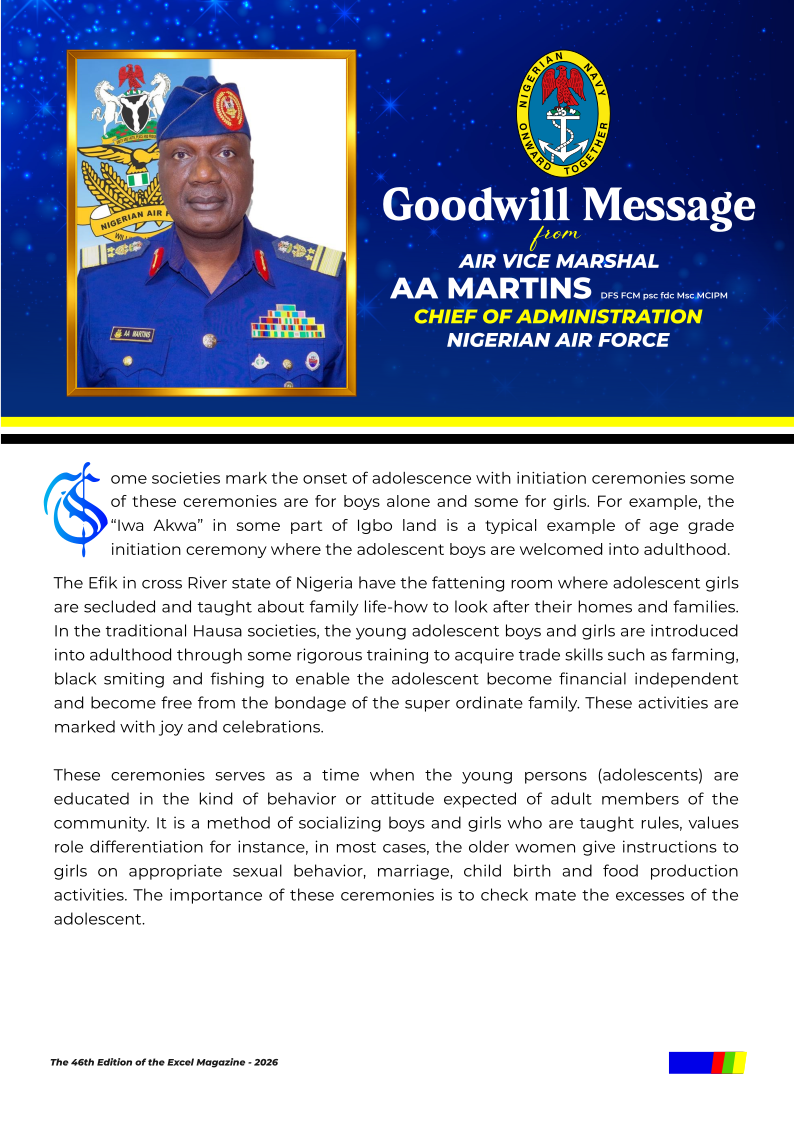 NIGERIAN NAVY
ONWARD TOGETHER
NIGERIAN AIR F
AA MARTINS
Goodwill Message
from
AIR VICE MARSHAL
AA MARTINS DFS FCM psc fdc Msc MCIPM
CHIEF OF ADMINISTRATION
NIGERIAN AIR FORCE
Some societies mark the onset of adolescence with initiation ceremonies some
of these ceremonies are for boys alone and some for girls. For example, the
“Iwa Akwa” in some part of Igbo land is a typical example of age grade
initiation ceremony where the adolescent boys are welcomed into adulthood.
The Efik in cross River state of Nigeria have the fattening room where adolescent girls
are secluded and taught about family life-how to look after their homes and families.
In the traditional Hausa societies, the young adolescent boys and girls are introduced
into adulthood through some rigorous training to acquire trade skills such as farming,
black smiting and fishing to enable the adolescent become financial independent
and become free from the bondage of the super ordinate family. These activities are
marked with joy and celebrations.
These ceremonies serves as a time when the young persons (adolescents) are
educated in the kind of behavior or attitude expected of adult members of the
community. It is a method of socializing boys and girls who are taught rules, values
role differentiation for instance, in most cases, the older women give instructions to
girls on appropriate sexual behavior, marriage, child birth and food production
activities. The importance of these ceremonies is to check mate the excesses of the
adolescent.
The 46th Edition of the Excel Magazine - 2026